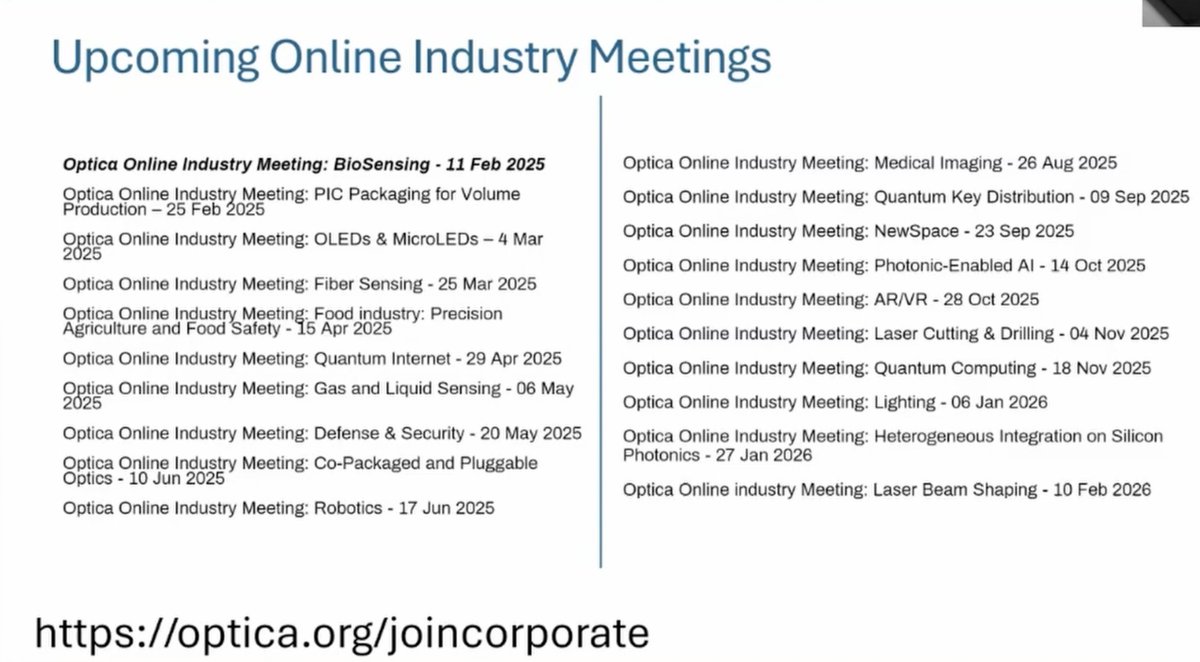 Upcoming Online Industry Meetings
Optica Online Industry Meeting: BioSensing - 11 Feb 2025
Optica Online Industry Meeting: PIC Packaging for Volume
Production – 25 Feb 2025
Optica Online Industry Meeting: OLEDs & MicroLEDs – 4 Mar
2025
Optica Online Industry Meeting: Fiber Sensing - 25 Mar 2025
Optica Online Industry Meeting: Food industry: Precision
Agriculture and Food Safety - 15 Apr 2025
Optica Online Industry Meeting: Quantum Internet - 29 Apr 2025
Optica Online Industry Meeting: Gas and Liquid Sensing - 06 May
2025
Optica Online Industry Meeting: Defense & Security - 20 May 2025
Optica Online Industry Meeting: Co-Packaged and Pluggable
Optics - 10 Jun 2025
Optica Online Industry Meeting: Robotics - 17 Jun 2025
Optica Online Industry Meeting: Medical Imaging - 26 Aug 2025
Optica Online Industry Meeting: Quantum Key Distribution - 09 Sep 2025
Optica Online Industry Meeting: NewSpace - 23 Sep 2025
Optica Online Industry Meeting: Photonic-Enabled AI - 14 Oct 2025
Optica Online Industry Meeting: AR/VR - 28 Oct 2025
Optica Online Industry Meeting: Laser Cutting & Drilling - 04 Nov 2025
Optica Online Industry Meeting: Quantum Computing - 18 Nov 2025
Optica Online Industry Meeting: Lighting - 06 Jan 2026
Optica Online Industry Meeting: Heterogeneous Integration on Silicon
Photonics - 27 Jan 2026
Optica Online industry Meeting: Laser Beam Shaping - 10 Feb 2026
https://optica.org/joincorporate